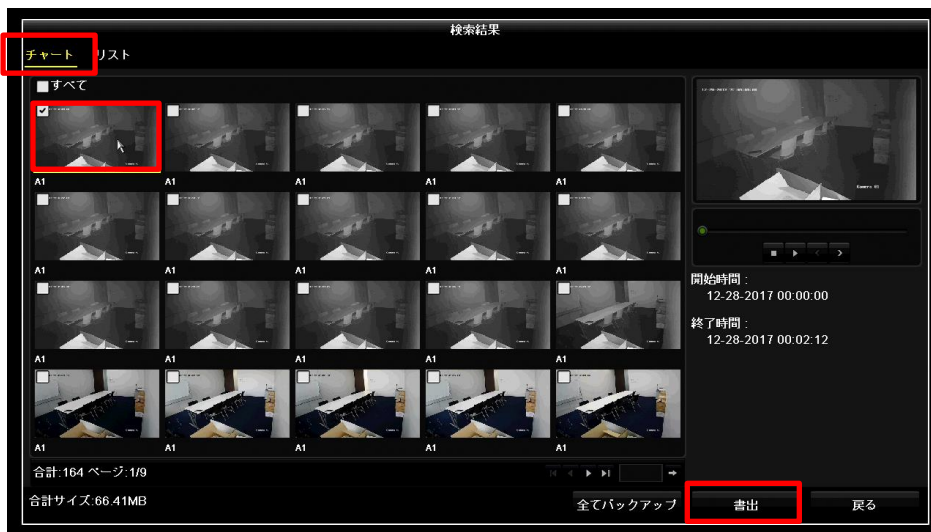 検索結果
チャート リスト
すべて
A1 A1 A1 A1 A1
A1 A1 A1 A1 A1
A1 A1 A1 A1 A1
A1 A1 A1 A1 A1
合計:164 ページ:1/9
合計サイズ:66.41MB
全てバックアップ 書出 戻る
Camera 01
開始時間 :
12-28-2017 00:00:00
終了時間 :
12-28-2017 00:02:12